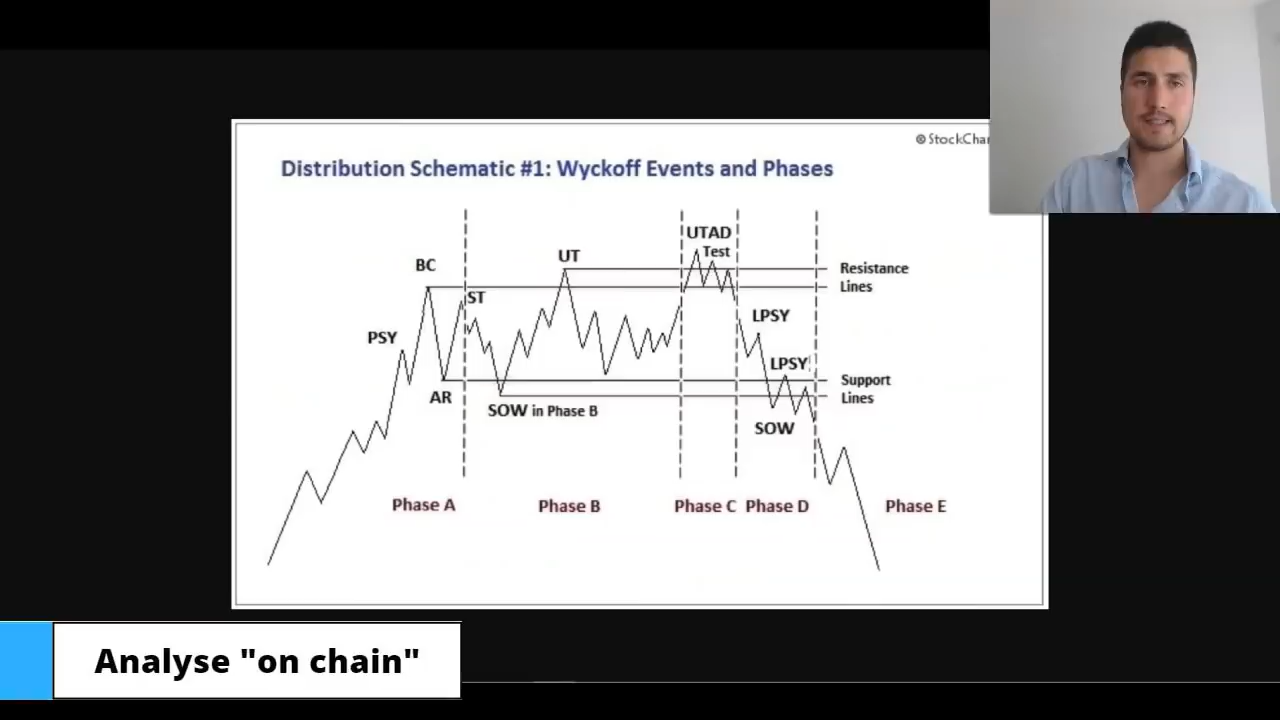 ©StockChar
Distribution Schematic #1: Wyckoff Events and Phases
UTAD
Test
UT
BC
Resistance
Lines
ST
LPSY
PSY
LPSY
Support
Lines
AR
SOW in Phase B
SOW
Phase A
Phase B
Phase C
Phase D
Phase E
Analyse "on chain"